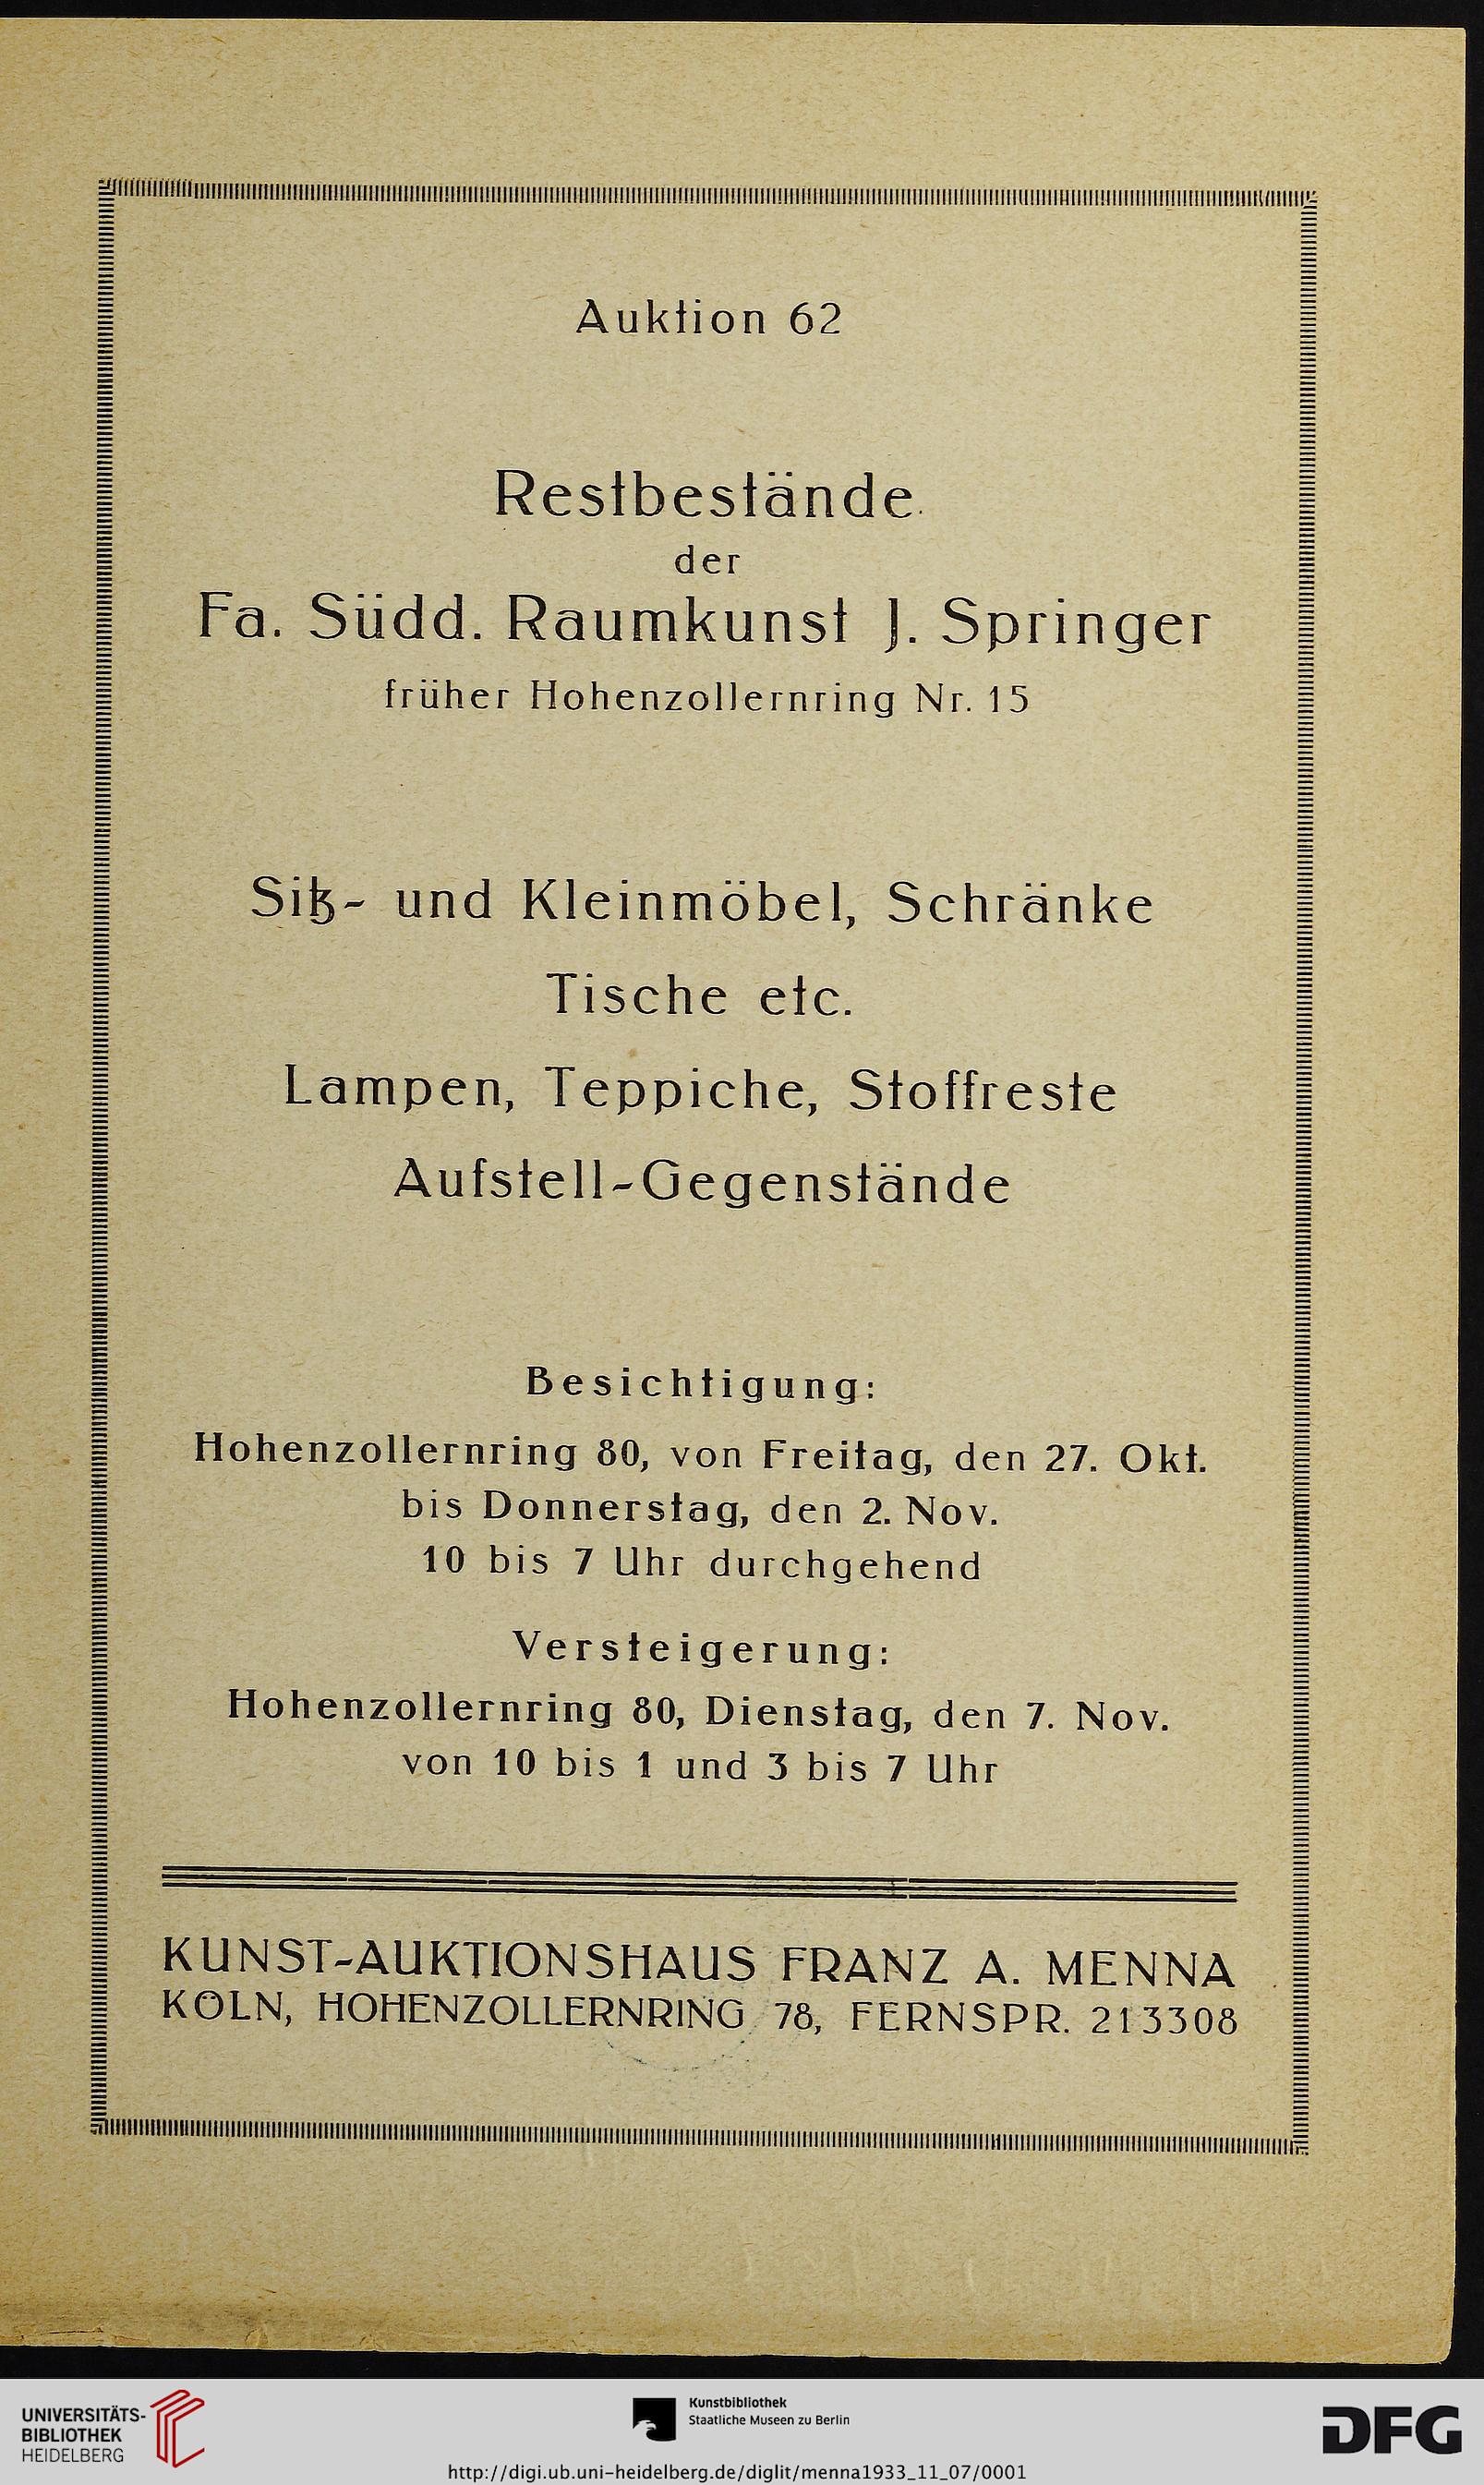 Auktion 62
Restbestände
der
Fa. Südd. Raumkunst J. Springer
früher Hohenzollernring Nr. 15
Sitz- und Kleinmöbel, Schränke
Tische etc.
Lampen, Teppiche, Stoffreste
Aufstell-Gegenstände
Besichtigung:
Hohenzollernring 80, von Freitag, den 27. Okt.
bis Donnerstag, den 2. Nov.
10 bis 7 Uhr durchgehend
Versteigerung:
Hohenzollernring 80, Dienstag, den 7. Nov.
von 10 bis 1 und 3 bis 7 Uhr
KUNST-AUKTIONSHAUS FRANZ A. MENNA
KÖLN, HOHENZOLLERNRING 78, FERNSPR. 213308
UNIVERSITÄTS-
BIBLIOTHEK
HEIDELBERG
Kunstbibliothek
Staatliche Museen zu Berlin
DFG
http://digi.ub.uni-heidelberg.de/diglit/menna1933_11_07/0001